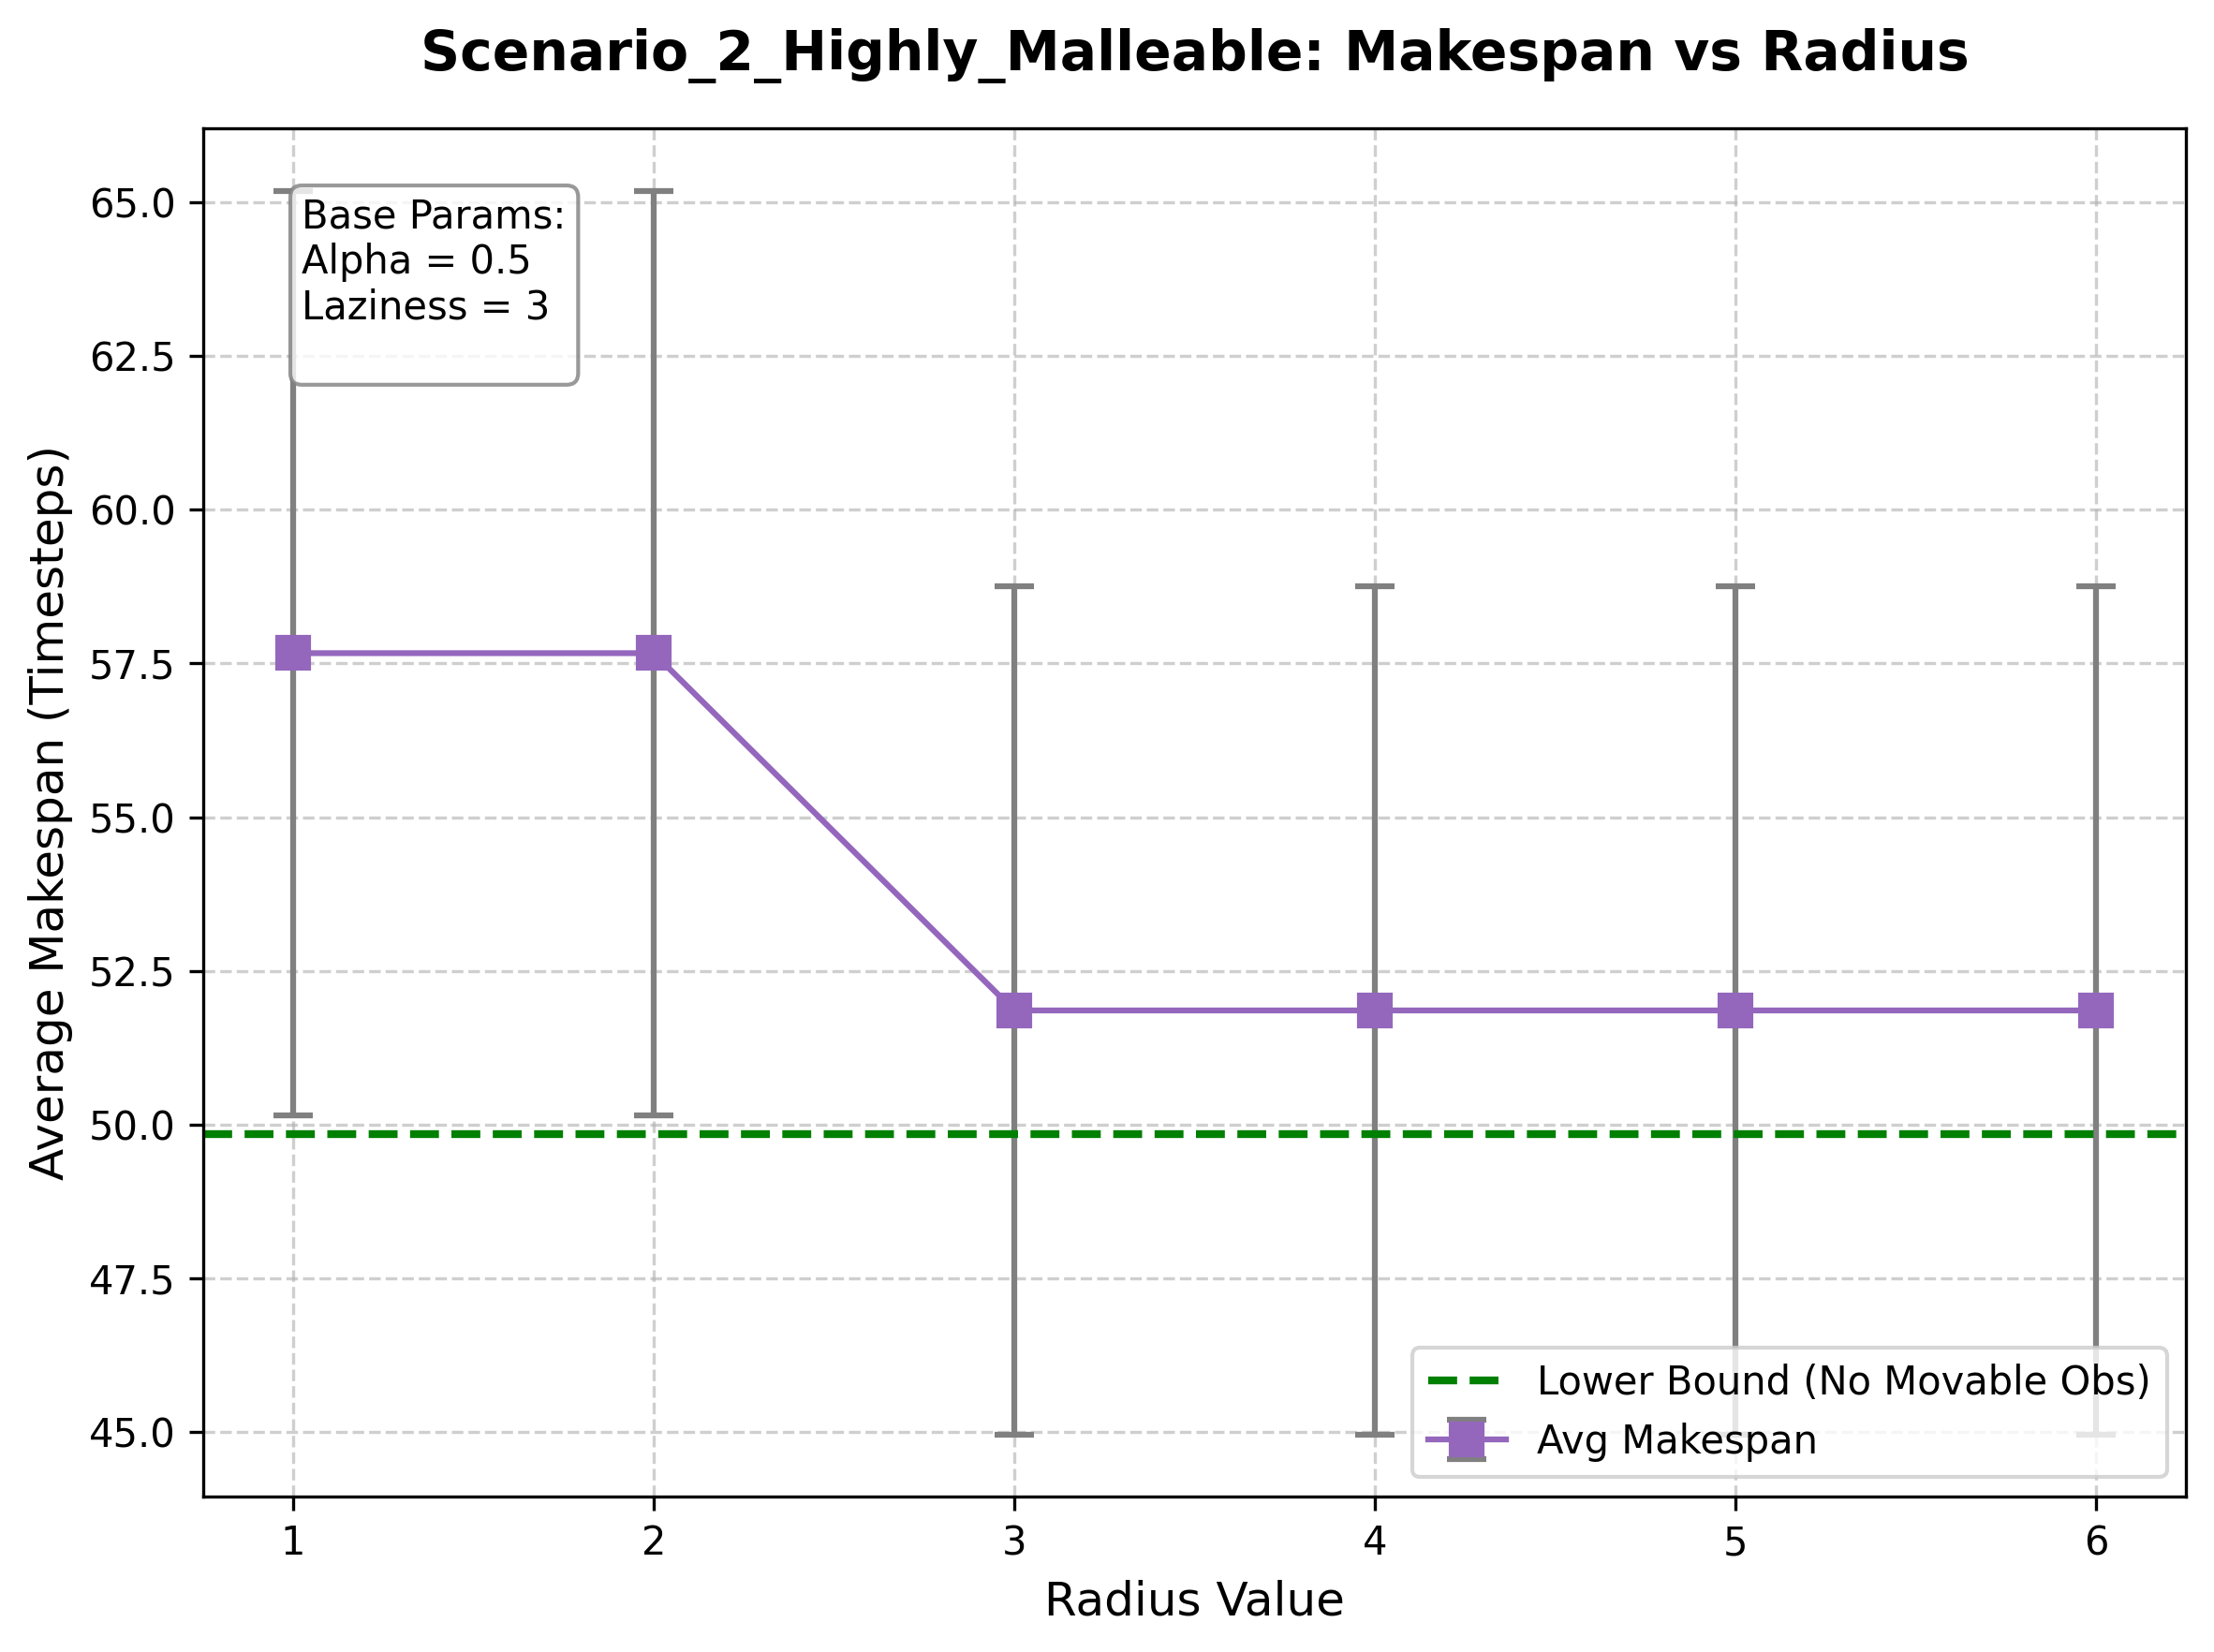 Scenario_2_Highly_Malleable: Makespan vs Radius
Average Makespan (Timesteps)
65.0
62.5
60.0
57.5
55.0
52.5
50.0
47.5
45.0
Base Params:
Alpha = 0.5
Laziness = 3
Lower Bound (No Movable Obs)
Avg Makespan
1 2 3 4 5 6
Radius Value